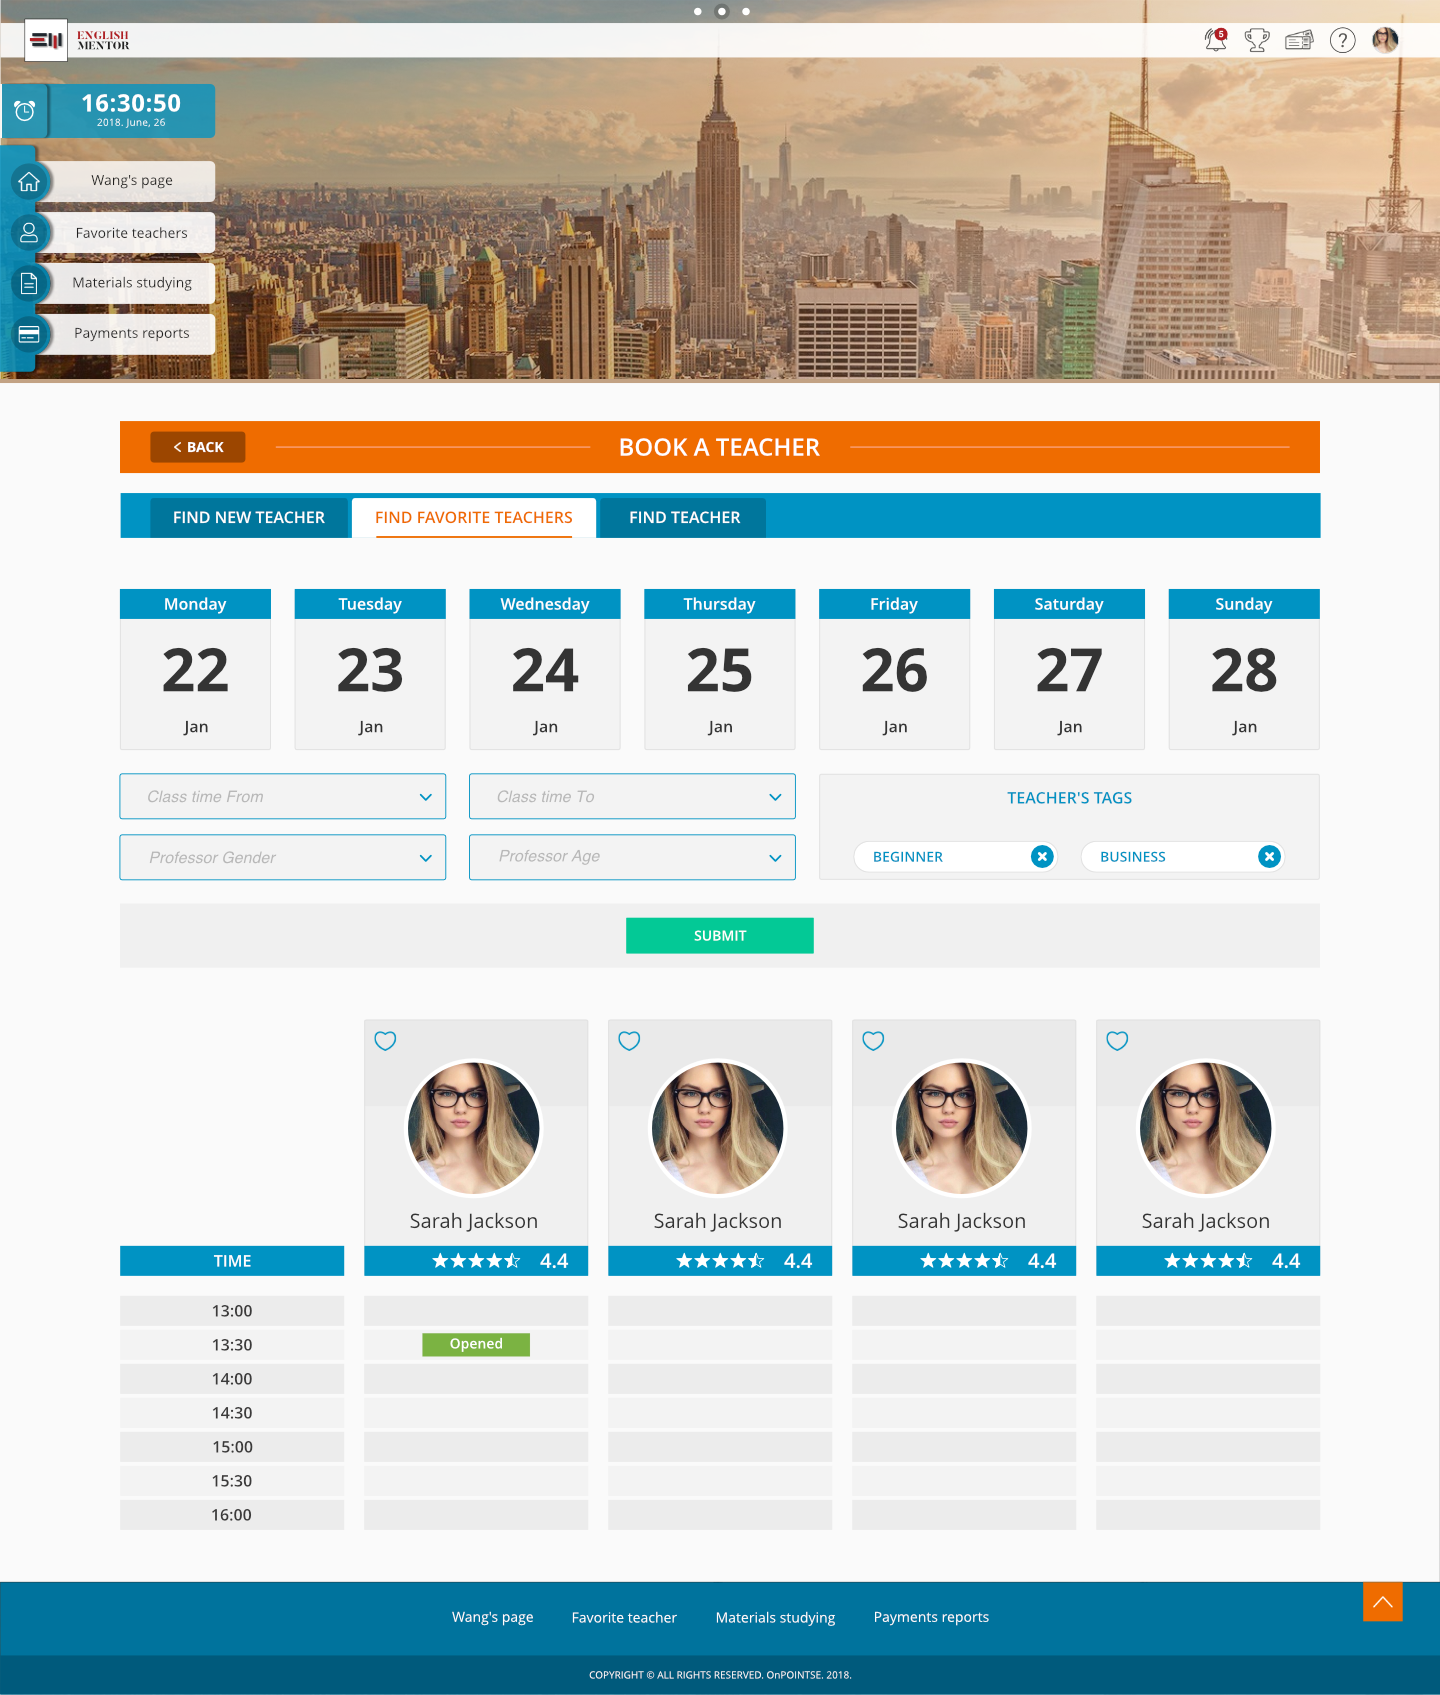 ENGLISH
MENTOR
5
?
16:30:50
2018. June, 26
Wang's page
Favorite teachers
Materials studying
Payments reports
< BACK
BOOK A TEACHER
FIND NEW TEACHER
FIND FAVORITE TEACHERS
FIND TEACHER
Monday Tuesday Wednesday Thursday Friday Saturday Sunday
22 23 24 25 26 27 28
Jan Jan Jan Jan Jan Jan Jan
Class time From
Class time To
TEACHER'S TAGS
Professor Gender
Professor Age
BEGINNER
BUSINESS
SUBMIT
Sarah Jackson Sarah Jackson Sarah Jackson Sarah Jackson
TIME 4.4 4.4 4.4 4.4
13:00
13:30 Opened
14:00
14:30
15:00
15:30
16:00
Wang's page Favorite teacher Materials studying Payments reports
COPYRIGHT © ALL RIGHTS RESERVED. OnPOINTSE. 2018.